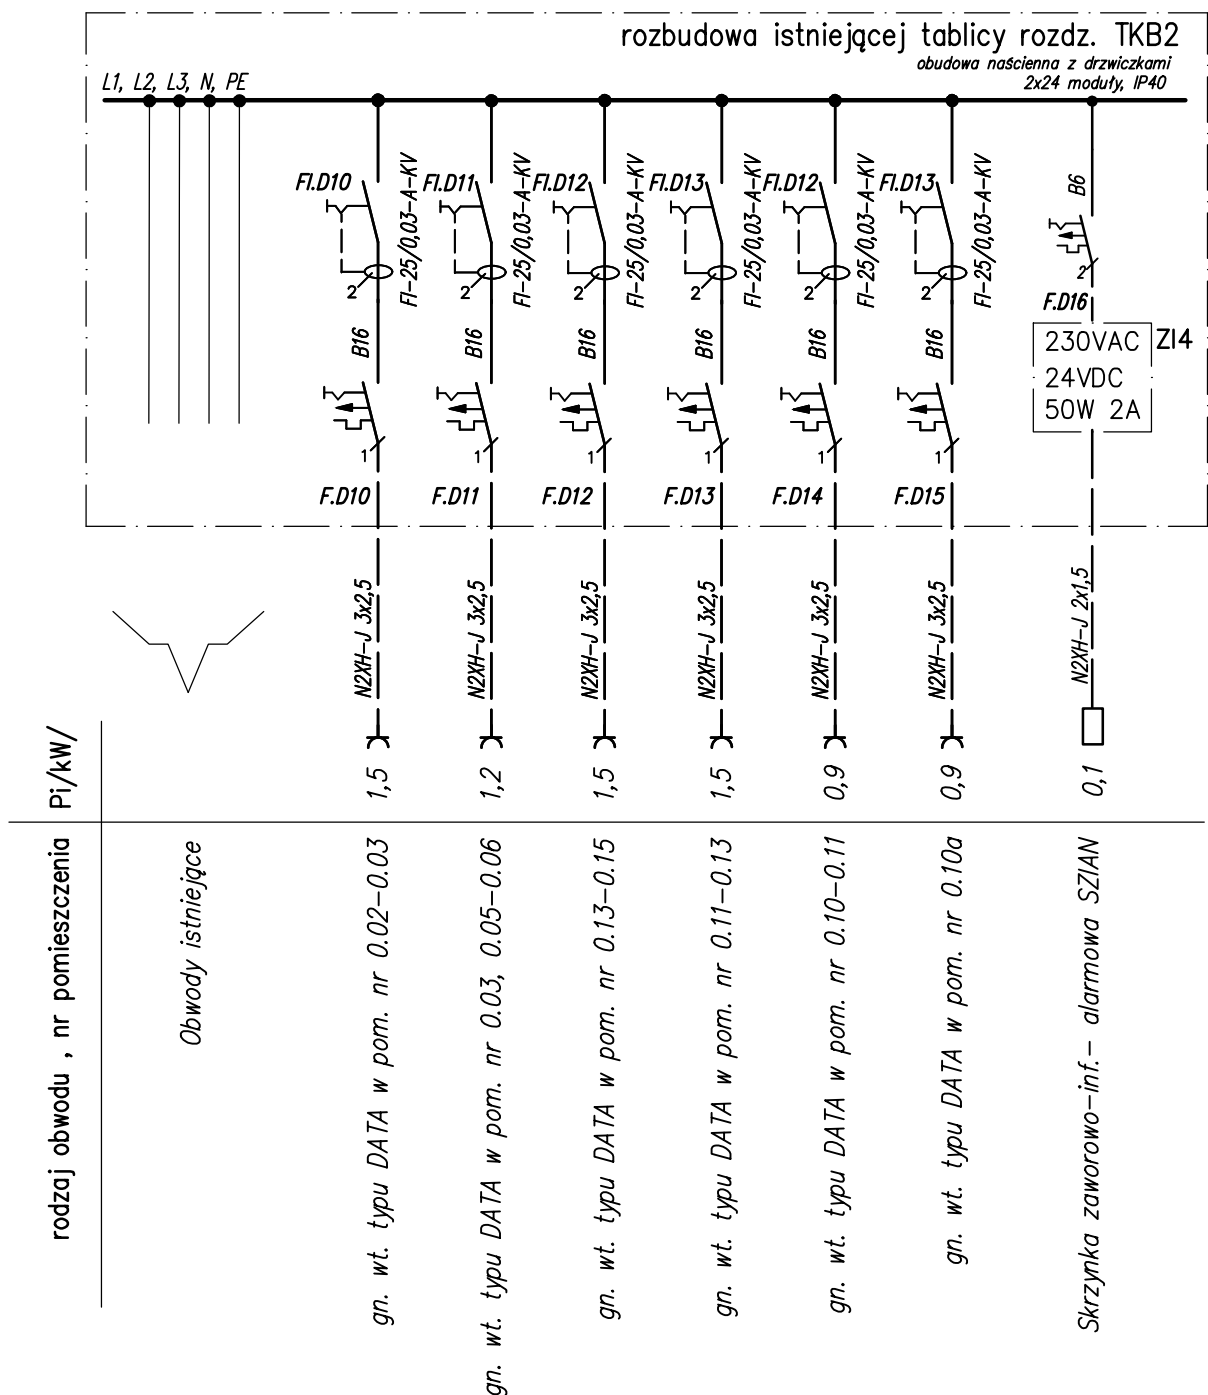 rozbudowa istniejącej tablicy rozdz. TKB2
obudowa naścienna z drzwiczkami
2x24 moduły, IP40
L1, L2, L3, N, PE
FI.D10
FI-25/0,03-A-KV
2
B16
1
F.D10
N2XH-J 3x2,5
FI.D11
FI-25/0,03-A-KV
2
B16
1
F.D11
N2XH-J 3x2,5
FI.D12
FI-25/0,03-A-KV
2
B16
1
F.D12
N2XH-J 3x2,5
FI.D13
FI-25/0,03-A-KV
2
B16
1
F.D13
N2XH-J 3x2,5
FI.D12
FI-25/0,03-A-KV
2
B16
1
F.D14
N2XH-J 3x2,5
FI.D13
FI-25/0,03-A-KV
2
B16
1
F.D15
N2XH-J 3x2,5
B6
2
F.D16
230VAC
24VDC
50W 2A
ZI4
N2XH-J 2x1,5
Pi/kW/
1,5
1,2
1,5
1,5
0,9
0,9
0,1
rodzaj obwodu , nr pomieszczenia
Obwody istniejące
gn. wt. typu DATA w pom. nr 0.02-0.03
gn. wt. typu DATA w pom. nr 0.03, 0.05-0.06
gn. wt. typu DATA w pom. nr 0.13-0.15
gn. wt. typu DATA w pom. nr 0.11-0.13
gn. wt. typu DATA w pom. nr 0.10-0.11
gn. wt. typu DATA w pom. nr 0.10a
Skrzynka zaworowo-inf.- alarmowa SZIAN